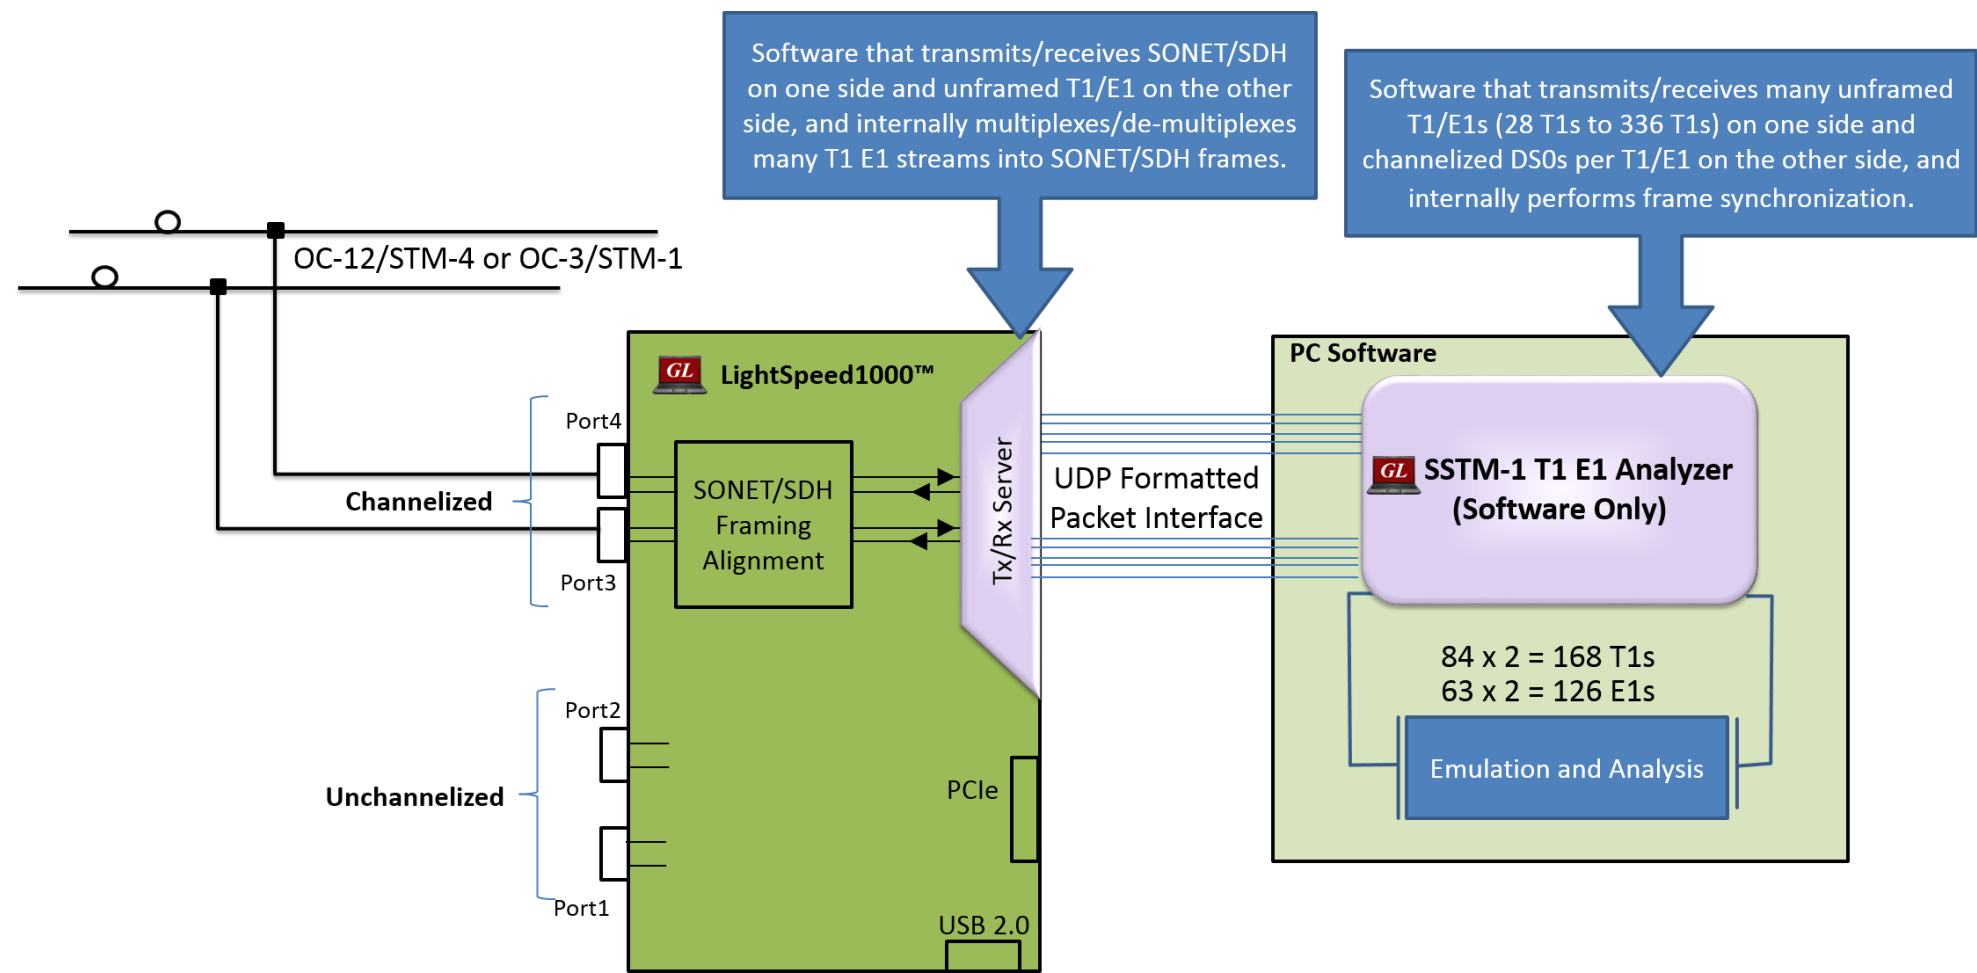 Software that transmits/receives SONET/SDH
on one side and unframed T1/E1 on the other
side, and internally multiplexes/de-multiplexes
many T1 E1 streams into SONET/SDH frames.
Software that transmits/receives many unframed
T1/E1s (28 T1s to 336 T1s) on one side and
channelized DS0s per T1/E1 on the other side, and
internally performs frame synchronization.
OC-12/STM-4 or OC-3/STM-1
GL LightSpeed1000™
Port4
Channelized
Port3
SONET/SDH
Framing
Alignment
Tx/Rx Server
UDP Formatted
Packet Interface
PC Software
GL SSTM-1 T1 E1 Analyzer
(Software Only)
84 x 2 = 168 T1s
63 x 2 = 126 E1s
Emulation and Analysis
Port2
Unchannelized
Port1
PCIe
USB 2.0